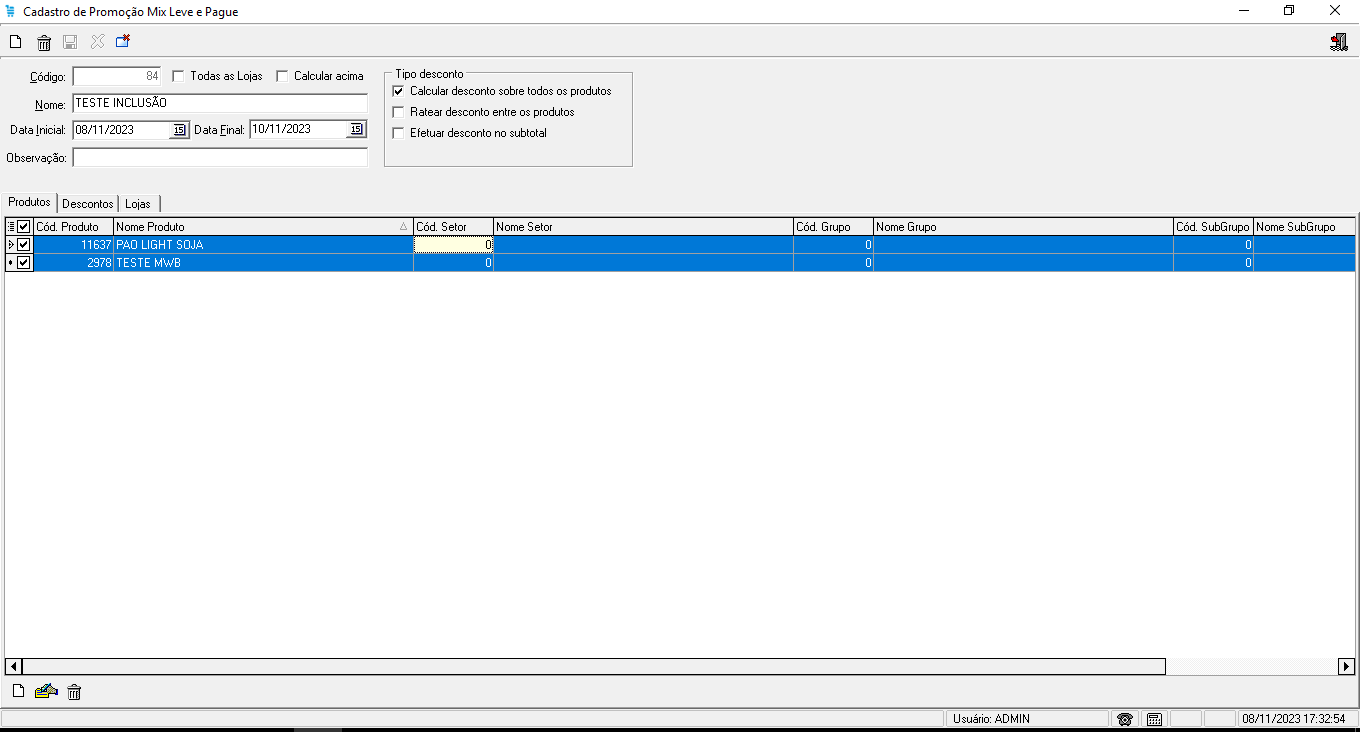 Cadastro de Promoção Mix Leve e Pague
Código: 84 Todas as Lojas Calcular acima
Nome: TESTE INCLUSÃO
Data Inicial: 08/11/2023 15 Data Final: 10/11/2023 15
Observação:
Tipo desconto
Calcular desconto sobre todos os produtos
Ratear desconto entre os produtos
Efetuar desconto no subtotal
Produtos Descontos Lojas
Cód. Produto Nome Produto Cód. Setor Nome Setor Cód. Grupo Nome Grupo Cód. SubGrupo Nome SubGrupo
11637 PAO LIGHT SOJA 0 0 0
2978 TESTE MWB 0 0 0
Usuário: ADMIN 08/11/2023 17:32:54